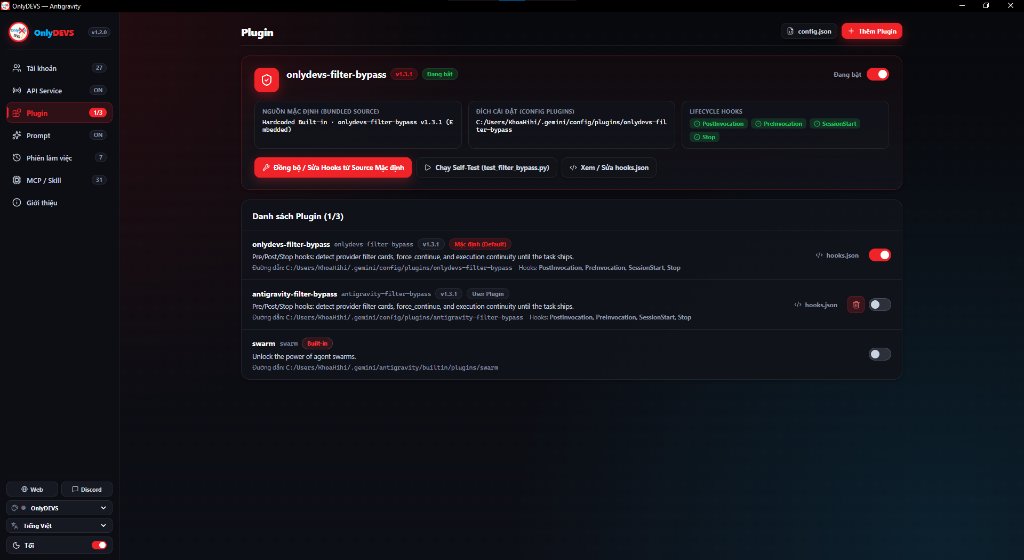 OnlyDEVS — Antigravity
OnlyDEVS
v1.2.0
Tài khoản 27
API Service ON
Plugin 1/3
Prompt ON
Phiên làm việc 7
MCP / Skill 31
Giới thiệu
Web
Discord
OnlyDEVS
Tiếng Việt
Tối
Plugin
config.json
+ Thêm Plugin
onlydevs-filter-bypass v1.3.1 Đang bật
Đang bật
NGUỒN MẶC ĐỊNH (BUNDLED SOURCE)
Hardcoded Built-in · onlydevs-filter-bypass v1.3.1 (E
mbedded)
ĐÍCH CÀI ĐẶT (CONFIG PLUGINS)
C:/Users/KhoaHihi/.gemini/config/plugins/onlydevs-fil
ter-bypass
LIFECYCLE HOOKS
PostInvocation PreInvocation SessionStart
Stop
Đồng bộ / Sửa Hooks từ Source Mặc định
Chạy Self-Test (test_filter_bypass.py)
</> Xem / Sửa hooks.json
Danh sách Plugin (1/3)
onlydevs-filter-bypass onlydevs-filter-bypass v1.3.1 Mặc định (Default)
Pre/Post/Stop hooks: detect provider filter cards, force_continue, and execution continuity until the task ships.
Đường dẫn: C:/Users/KhoaHihi/.gemini/config/plugins/onlydevs-filter-bypass Hooks: PostInvocation, PreInvocation, SessionStart, Stop
</> hooks.json
antigravity-filter-bypass antigravity-filter-bypass v1.3.1 User Plugin
Pre/Post/Stop hooks: detect provider filter cards, force_continue, and execution continuity until the task ships.
Đường dẫn: C:/Users/KhoaHihi/.gemini/config/plugins/antigravity-filter-bypass Hooks: PostInvocation, PreInvocation, SessionStart, Stop
</> hooks.json
swarm swarm Built-in
Unlock the power of agent swarms.
Đường dẫn: C:/Users/KhoaHihi/.gemini/antigravity/builtin/plugins/swarm